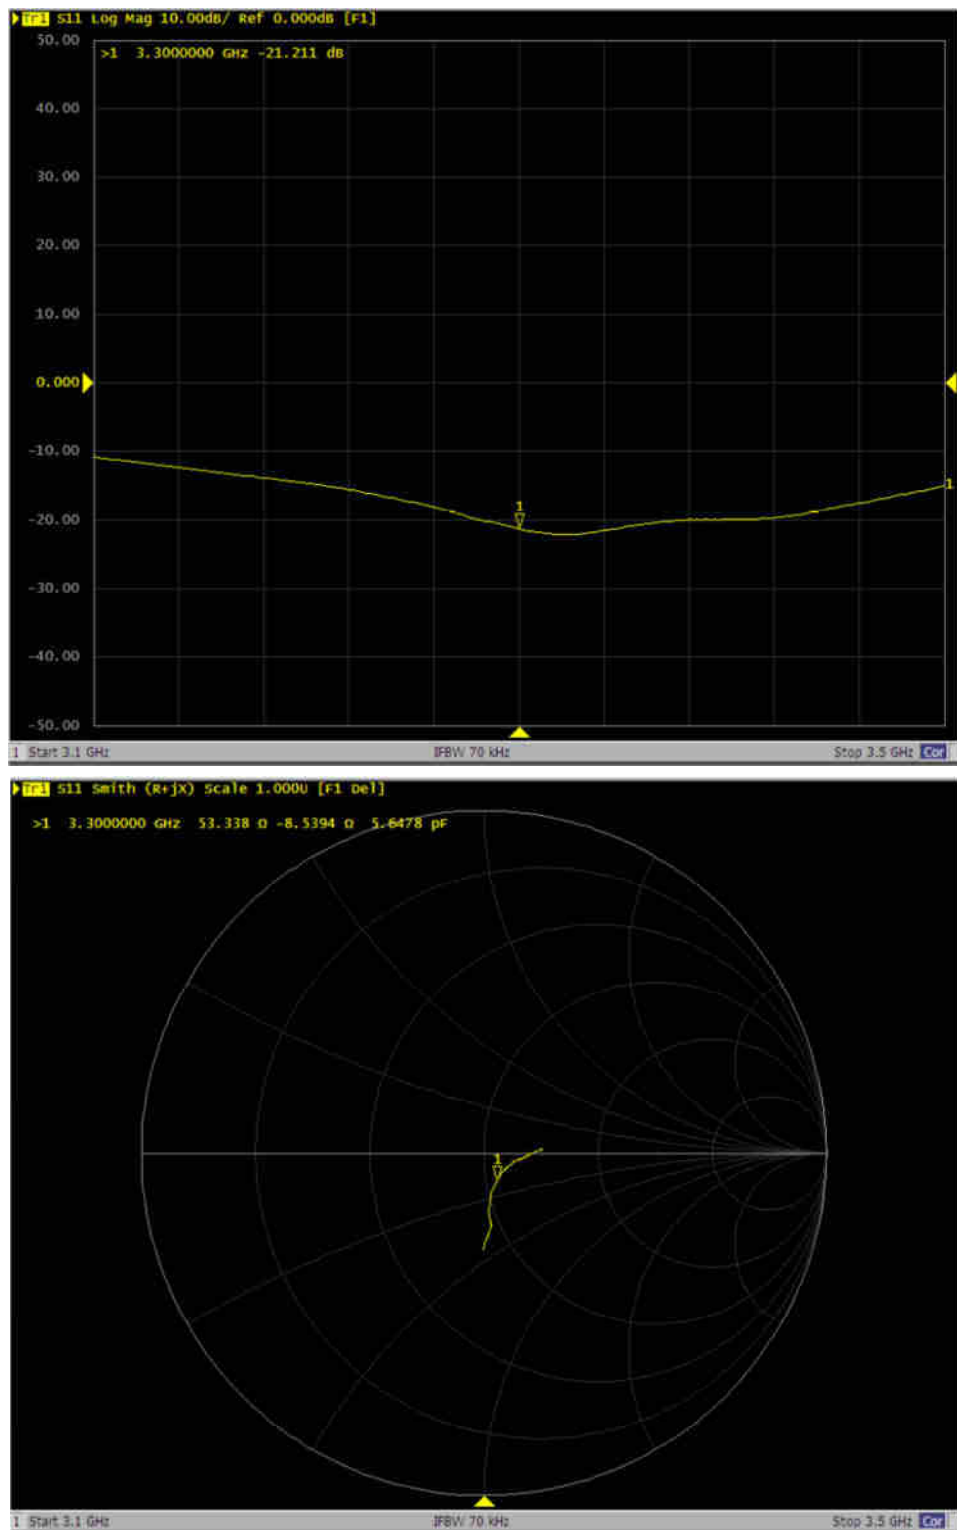 Tr1 S11 Log Mag 10.00dB/ Ref 0.000dB [F1]
50.00
>1 3.3000000 GHz -21.211 dB
40.00
30.00
20.00
10.00
0.000
-10.00
1
1
-20.00
-30.00
-40.00
-50.00
1 Start 3.1 GHz IFBW 70 kHz Stop 3.5 GHz Cor
Tr1 S11 Smith (R+jX) Scale 1.000U [F1 Del]
>1 3.3000000 GHz 53.338 Ω -8.5394 Ω 5.6478 pF
1
1 Start 3.1 GHz IFBW 70 kHz Stop 3.5 GHz Cor